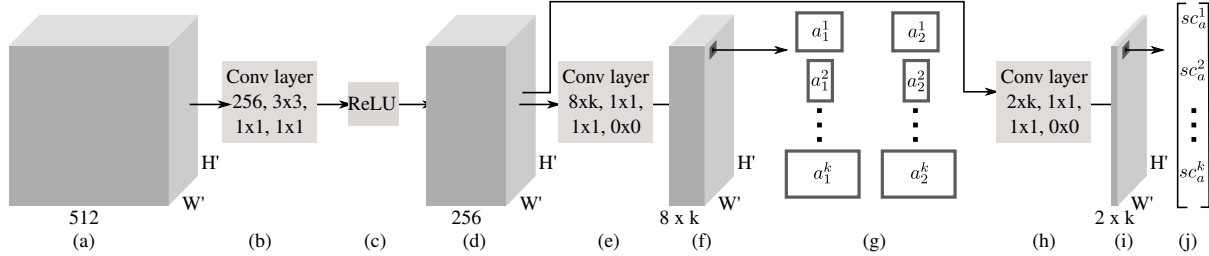 Conv layer
256, 3x3,
1x1, 1x1
ReLU
Conv layer
8xk, 1x1,
1x1, 0x0
a_1^1
a_2^1
a_1^2
a_2^2
a_1^k
a_2^k
Conv layer
2xk, 1x1,
1x1, 0x0
sc_a^1
sc_a^2
sc_a^k
H'
W'
512
H'
W'
256
H'
W'
8 x k
H'
W'
2 x k
(a)
(b)
(c)
(d)
(e)
(f)
(g)
(h)
(i)
(j)